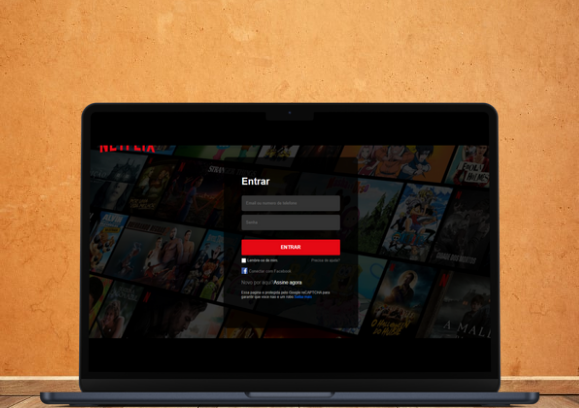 NETFLIX
Entrar
Email ou número de telefone
Senha
ENTRAR
Lembre-se de mim
Precisa de ajuda?
Conectar com Facebook
Novo por aqui? Assine agora
Esta página é protegida pelo Google reCAPTCHA para
garantir que você não é um robô. Saiba mais.
A MALI